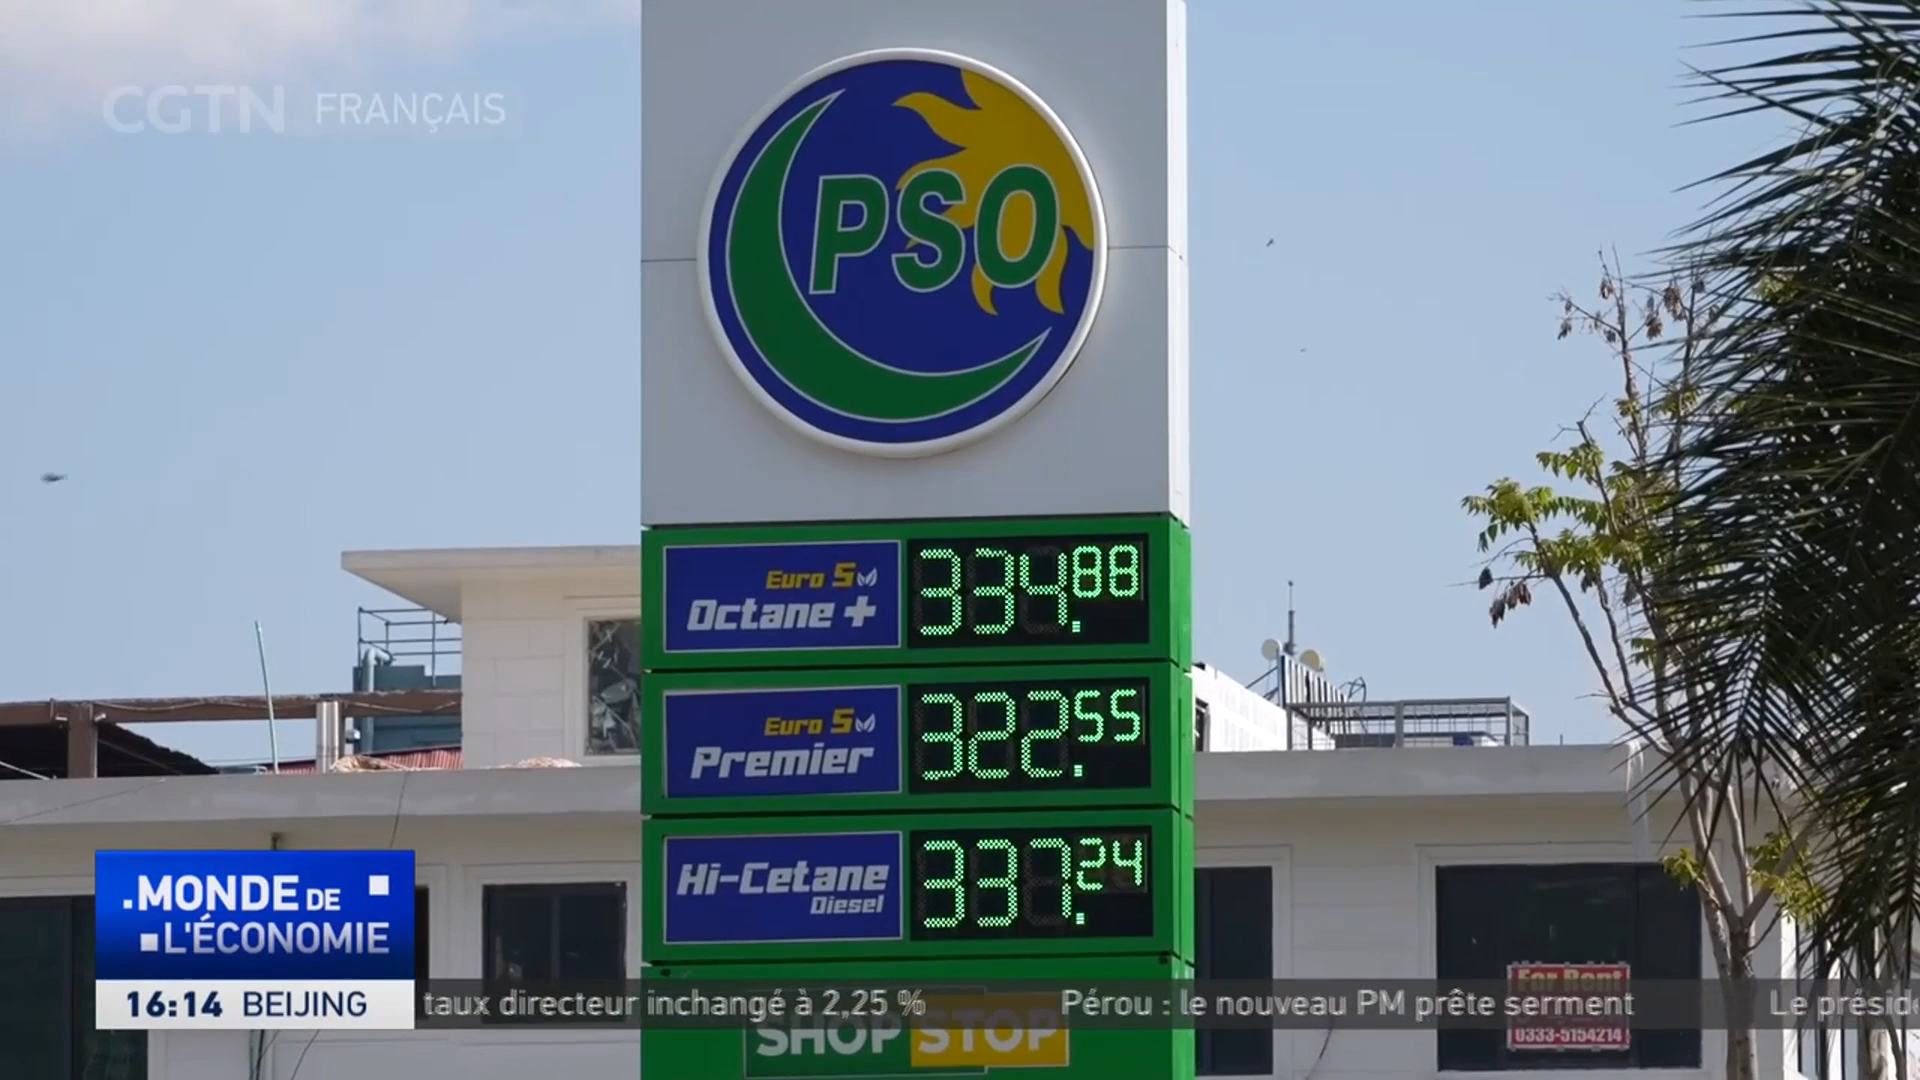 CGTN FRANÇAIS
PSO
Euro 5
Octane +
334.88
Euro 5
Premier
322.55
Hi-Cetane
Diesel
337.24
MONDE DE
L'ÉCONOMIE
16:14 BEIJING
taux directeur inchangé à 2,25 % Pérou : le nouveau PM prête serment Le présid
SHOP STOP
For Rent
0333-5154214